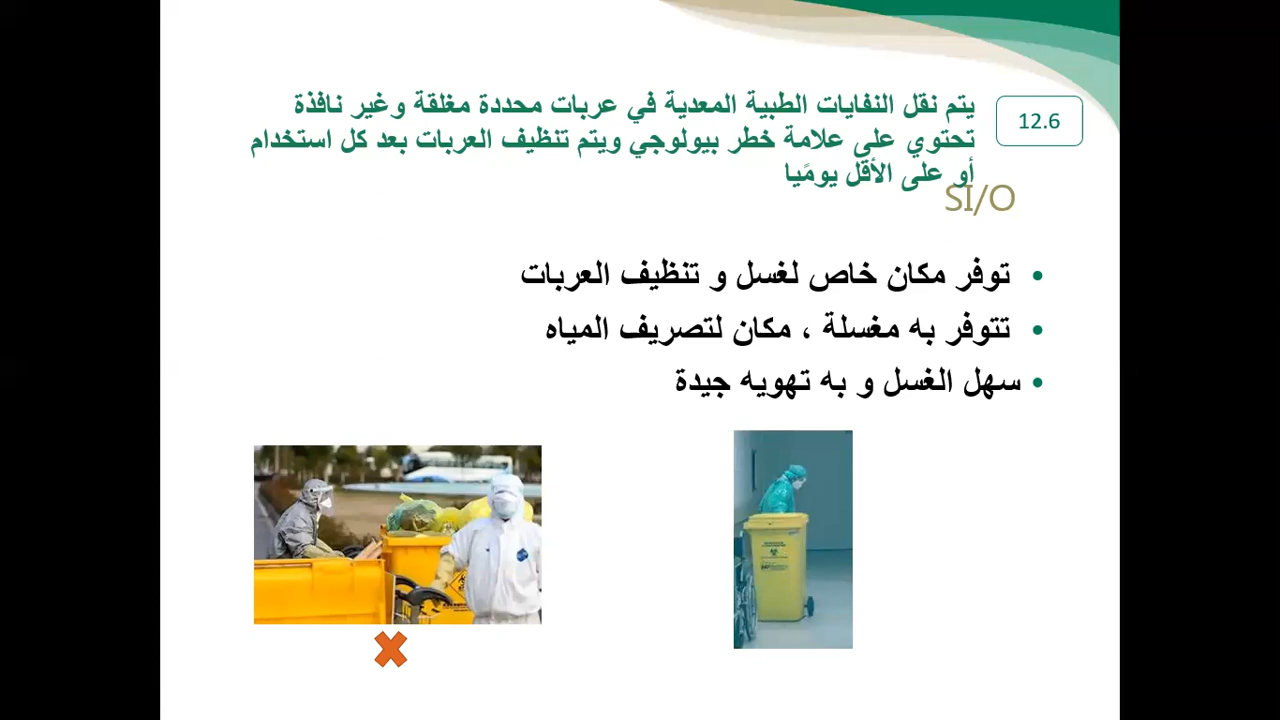 12.6
يتم نقل النفايات الطبية المعدية في عربات محددة مغلقة وغير نافذة
تحتوي على علامة خطر بيولوجي ويتم تنظيف العربات بعد كل استخدام
أو على الأقل يومًيا
SI/O
• توفر مكان خاص لغسل و تنظيف العربات
• تتوفر به مغسلة ، مكان لتصريف المياه
• سهل الغسل و به تهويه جيدة